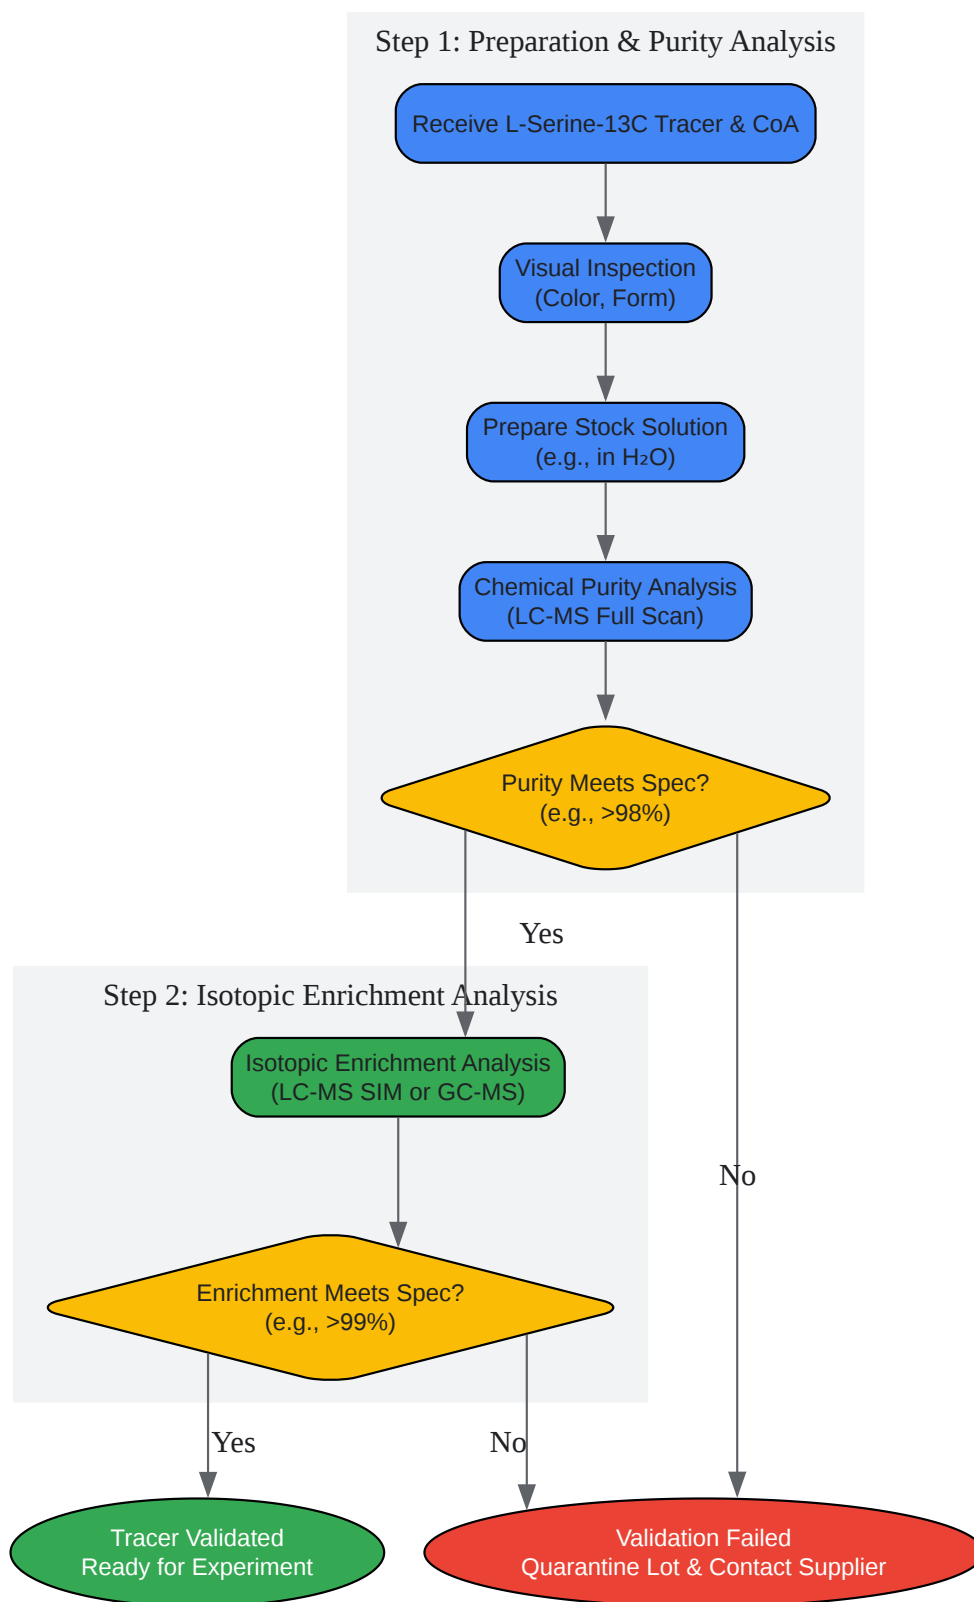 Step 1: Preparation & Purity Analysis
Receive L-Serine-13C Tracer & CoA
Visual Inspection
(Color, Form)
Prepare Stock Solution
(e.g., in H₂O)
Chemical Purity Analysis
(LC-MS Full Scan)
Purity Meets Spec?
(e.g., >98%)
Yes
Step 2: Isotopic Enrichment Analysis
Isotopic Enrichment Analysis
(LC-MS SIM or GC-MS)
No
Enrichment Meets Spec?
(e.g., >99%)
Yes
No
Tracer Validated
Ready for Experiment
Validation Failed
Quarantine Lot & Contact Supplier